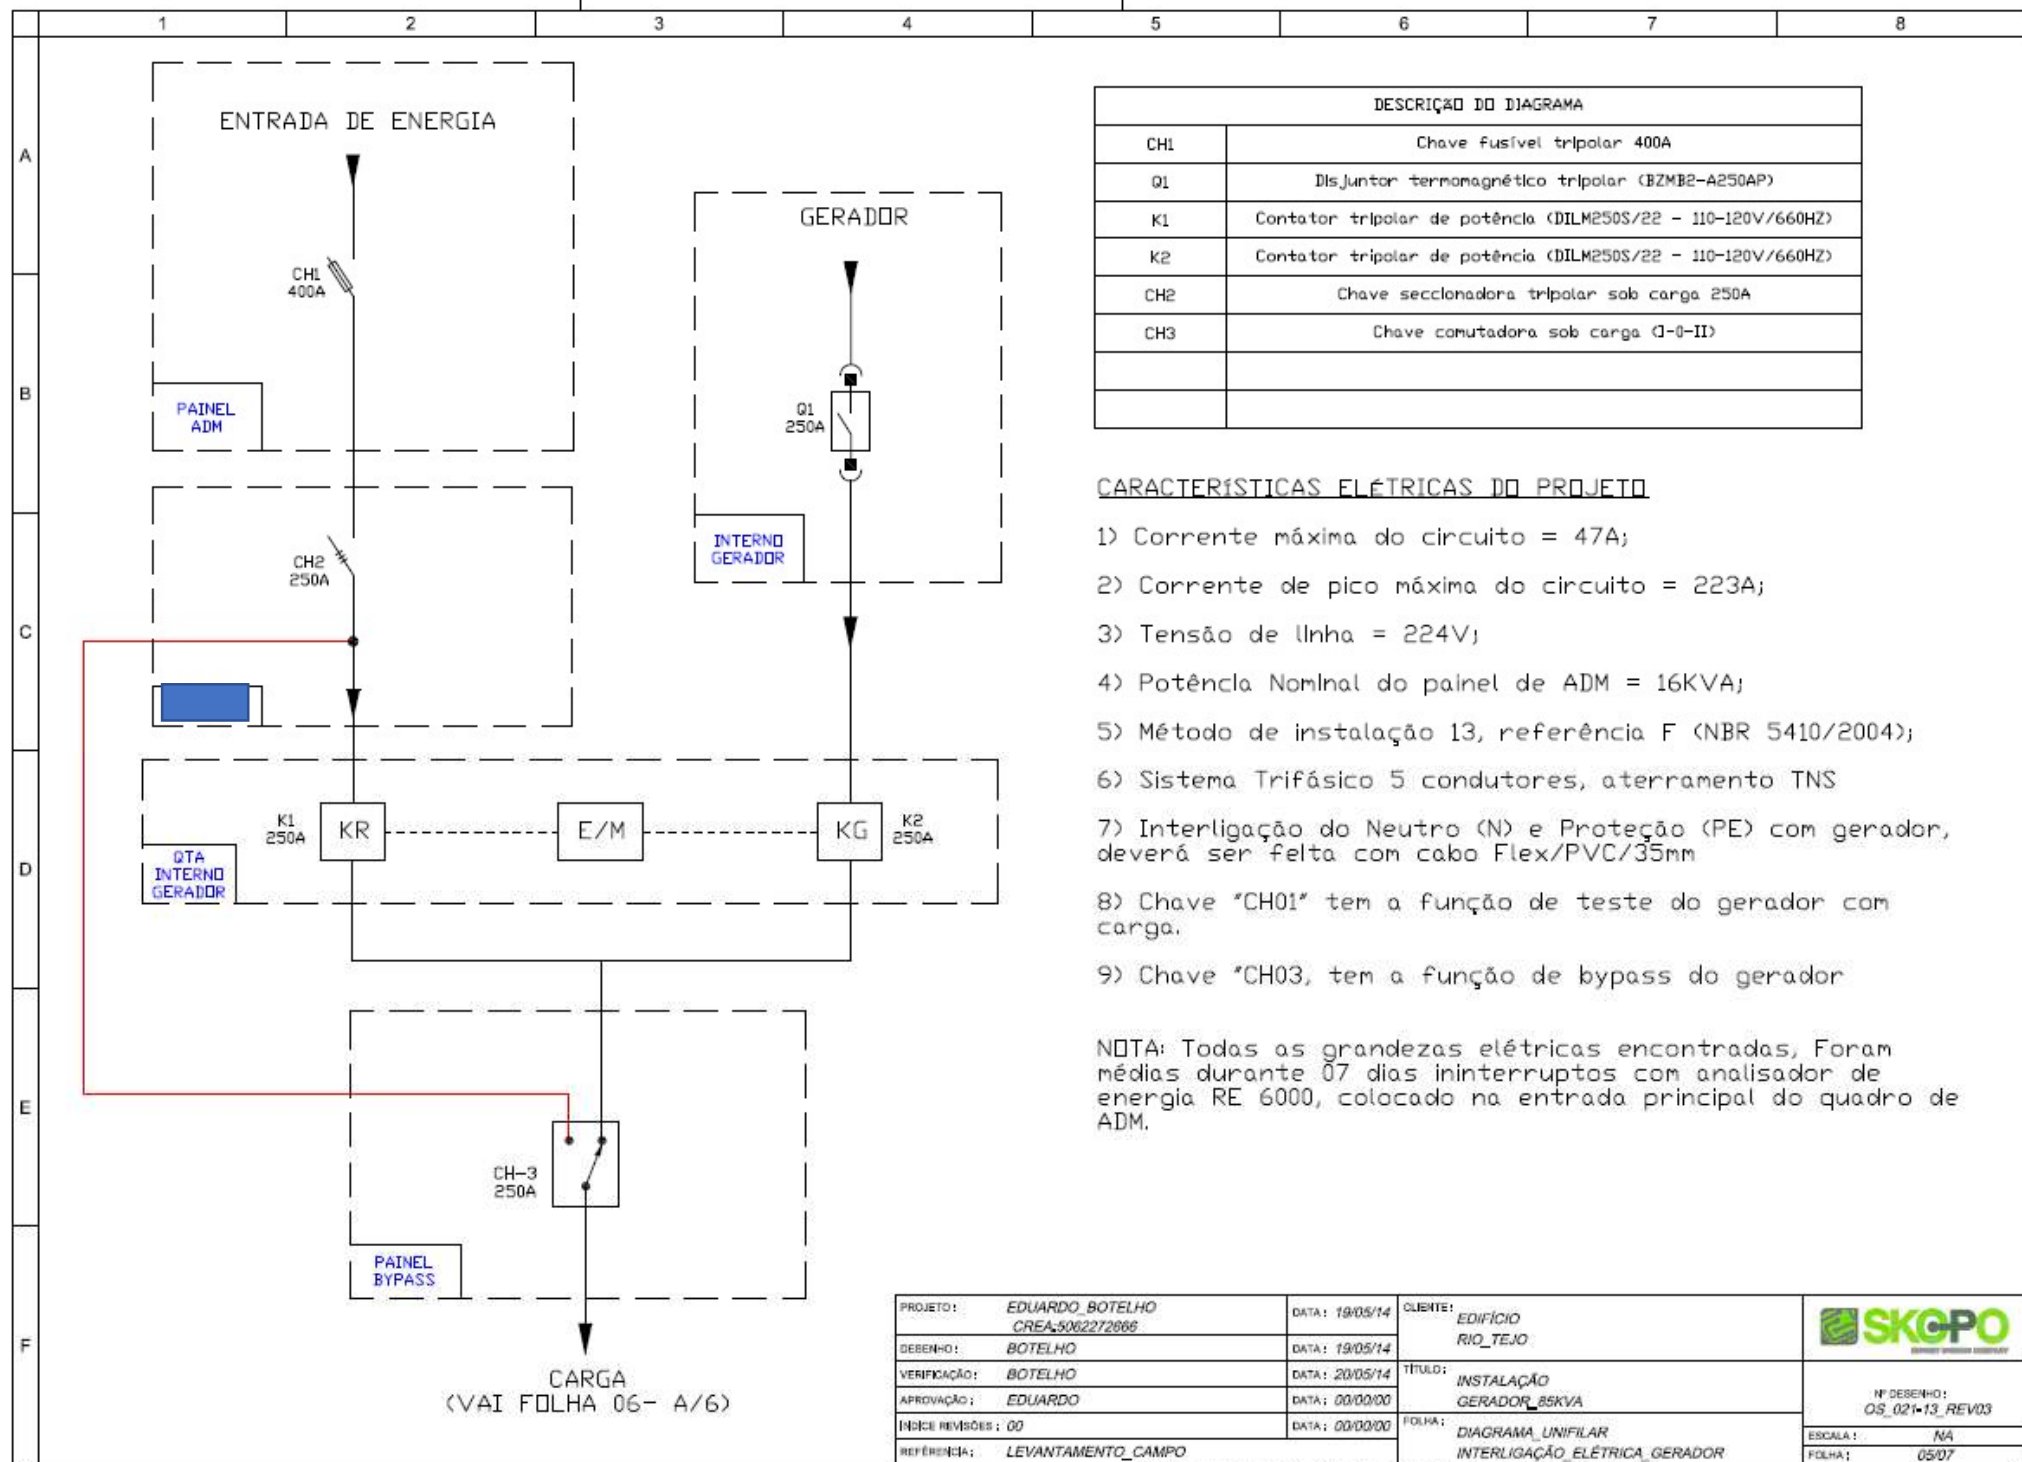 1 2 3 4 5 6 7 8
A
B
C
D
E
F
ENTRADA DE ENERGIA
CH1
400A
PAINEL
ADM
GERADOR
Q1
250A
INTERNO
GERADOR
CH2
250A
K1
250A
KR
E/M
KG
K2
250A
QTA
INTERNO
GERADOR
CH-3
250A
PAINEL
BYPASS
CARGA
(VAI FOLHA 06- A/6)
DESCRIÇÃO DO DIAGRAMA
CH1 Chave fusível tripolar 400A
Q1 Disjuntor termomagnético tripolar (BZMB2-A250AP)
K1 Contator tripolar de potência (DILM250S/22 - 110-120V/660HZ)
K2 Contator tripolar de potência (DILM250S/22 - 110-120V/660HZ)
CH2 Chave seccionadora tripolar sob carga 250A
CH3 Chave comutadora sob carga (I-0-II)
CARACTERÍSTICAS ELÉTRICAS DO PROJETO
1) Corrente máxima do circuito = 47A;
2) Corrente de pico máxima do circuito = 223A;
3) Tensão de linha = 224V;
4) Potência Nominal do painel de ADM = 16KVA;
5) Método de instalação 13, referência F (NBR 5410/2004);
6) Sistema Trifásico 5 condutores, aterramento TNS
7) Interligação do Neutro (N) e Proteção (PE) com gerador,
deverá ser feita com cabo Flex/PVC/35mm
8) Chave "CH01" tem a função de teste do gerador com
carga.
9) Chave "CH03, tem a função de bypass do gerador
NOTA: Todas as grandezas elétricas encontradas, Foram
médias durante 07 dias ininterruptos com analisador de
energia RE 6000, colocado na entrada principal do quadro de
ADM.
PROJETO: EDUARDO_BOTELHO
CREA:5062272666
DATA: 19/05/14
DESENHO: BOTELHO DATA: 19/05/14
VERIFICAÇÃO: BOTELHO DATA: 20/05/14
APROVAÇÃO: EDUARDO DATA: 00/00/00
INDICE REVISÕES: 00 DATA: 00/00/00
REFÊRENCIA: LEVANTAMENTO_CAMPO
CLIENTE: EDIFÍCIO
RIO_TEJO
TÍTULO: INSTALAÇÃO
GERADOR_85KVA
FOLHA: DIAGRAMA_UNIFILAR
INTERLIGAÇÃO_ELÉTRICA_GERADOR
SKOPO
Nº DESENHO:
OS_021-13_REV03
ESCALA: NA
FOLHA: 05/07